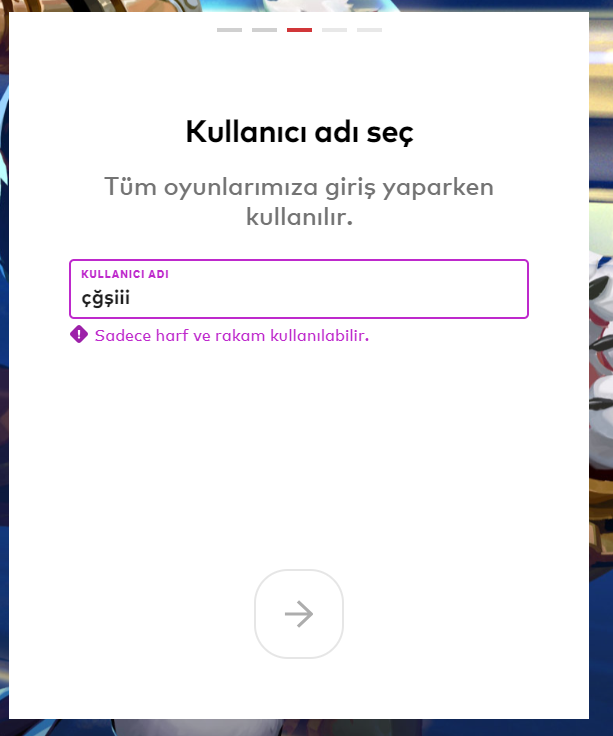 Kullanıcı adı seç
Tüm oyunlarımıza giriş yaparken
kullanılır.
KULLANICI ADI
çğşiii
Sadece harf ve rakam kullanılabilir.